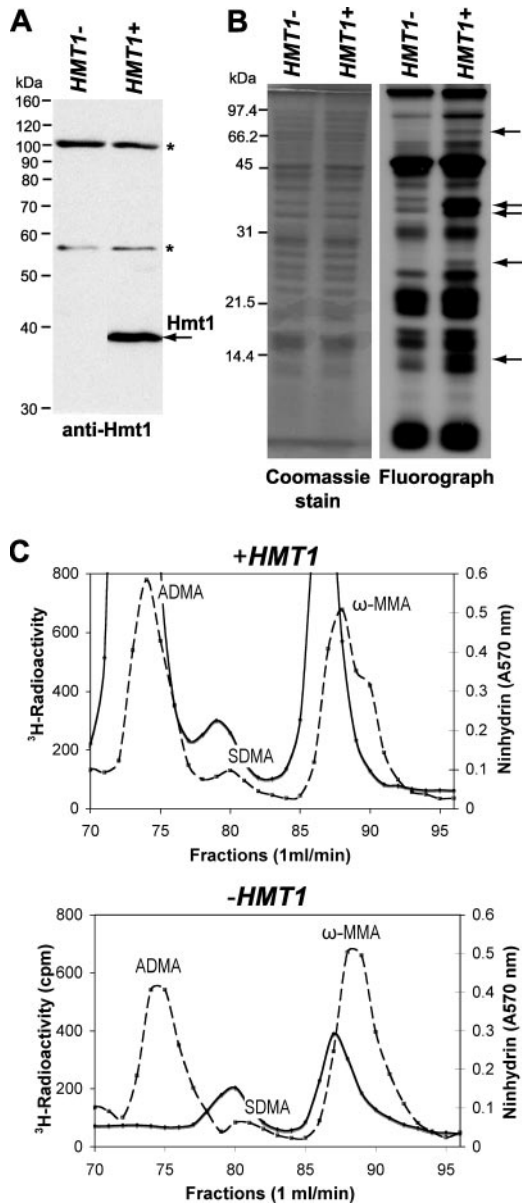 A
HMT1-
HMT1+
kDa
160
120
100
90
80
60
50
40
30
*
*
Hmt1
anti-Hmt1
B
HMT1-
HMT1+
HMT1-
HMT1+
kDa
97.4
66.2
45
31
21.5
14.4
Coomassie stain
Fluorograph
C
+HMT1
800
600
400
200
0
³H-Radioactivity
ADMA
SDMA
ω-MMA
0.6
0.5
0.4
0.3
0.2
0.1
0
Ninhydrin (A570 nm)
70 75 80 85 90 95
Fractions (1ml/min)
-HMT1
800
600
400
200
0
³H-Radioactivity (cpm)
ADMA
SDMA
ω-MMA
0.6
0.5
0.4
0.3
0.2
0.1
0
Ninhydrin (A570 nm)
70 75 80 85 90 95
Fractions (1 ml/min)